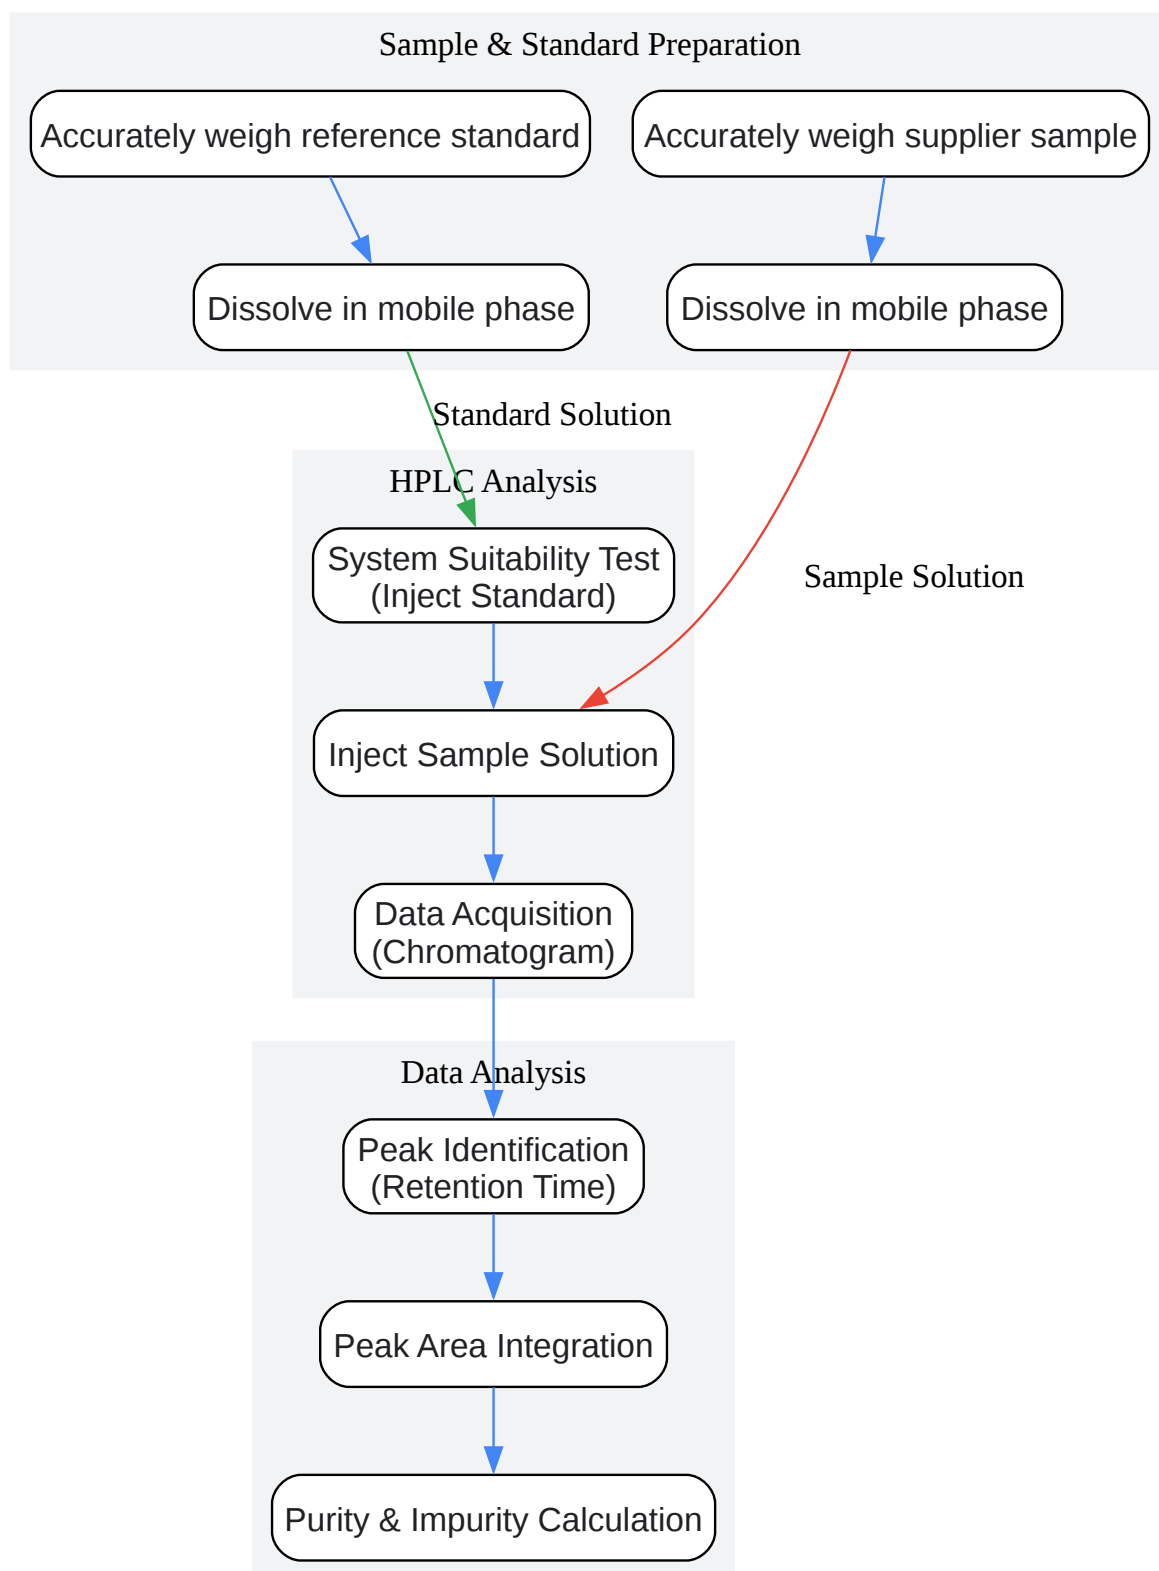 Sample & Standard Preparation
Accurately weigh reference standard
Accurately weigh supplier sample
Dissolve in mobile phase
Dissolve in mobile phase
Standard Solution
HPLC Analysis
System Suitability Test
(Inject Standard)
Sample Solution
Inject Sample Solution
Data Acquisition
(Chromatogram)
Data Analysis
Peak Identification
(Retention Time)
Peak Area Integration
Purity & Impurity Calculation